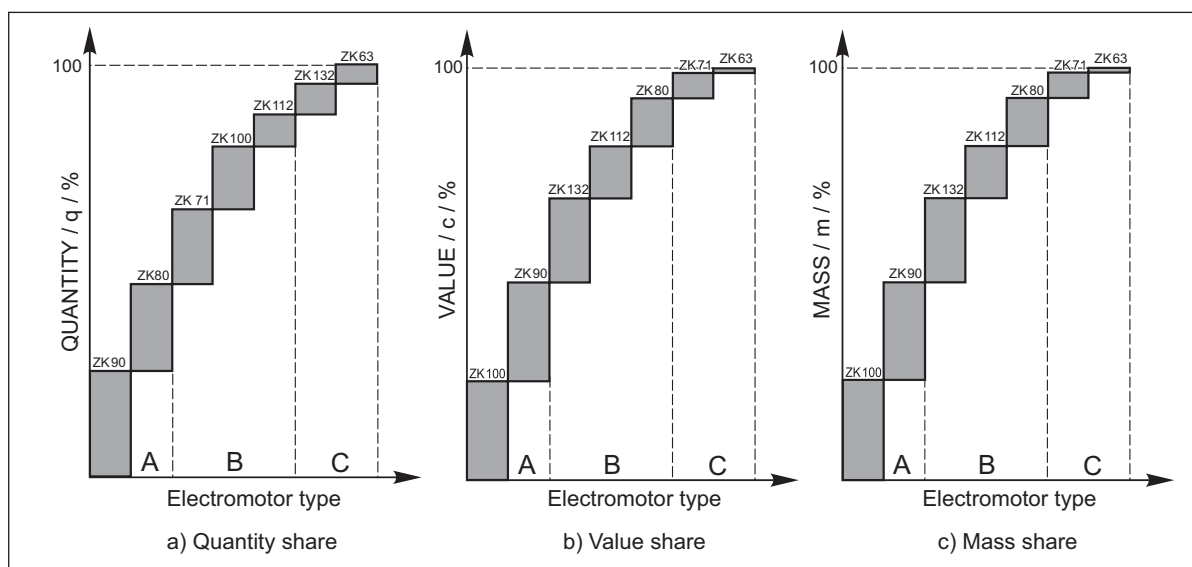 QUANTITY / q / %
100
ZK90
ZK80
ZK 71
ZK100
ZK112
ZK132
ZK63
A
B
C
Electromotor type
a) Quantity share
VALUE / c / %
100
ZK100
ZK90
ZK132
ZK112
ZK80
ZK71
ZK63
A
B
C
Electromotor type
b) Value share
MASS / m / %
100
ZK100
ZK90
ZK132
ZK112
ZK80
ZK71
ZK63
A
B
C
Electromotor type
c) Mass share